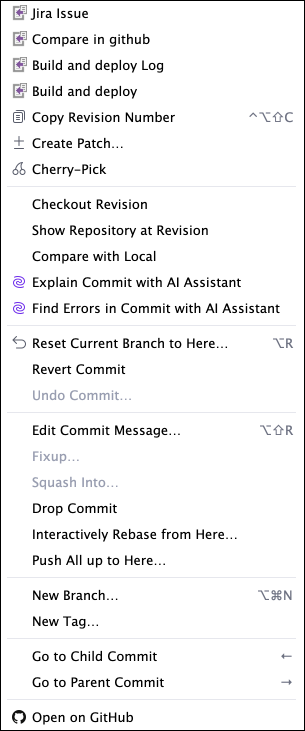 Jira Issue
Compare in github
Build and deploy Log
Build and deploy
Copy Revision Number ⌃⌥⇧C
Create Patch…
Cherry-Pick
Checkout Revision
Show Repository at Revision
Compare with Local
Explain Commit with AI Assistant
Find Errors in Commit with AI Assistant
Reset Current Branch to Here… ⌥R
Revert Commit
Undo Commit…
Edit Commit Message… ⌥⇧R
Fixup…
Squash Into…
Drop Commit
Interactively Rebase from Here…
Push All up to Here…
New Branch… ⌥⌘N
New Tag…
Go to Child Commit ←
Go to Parent Commit →
Open on GitHub